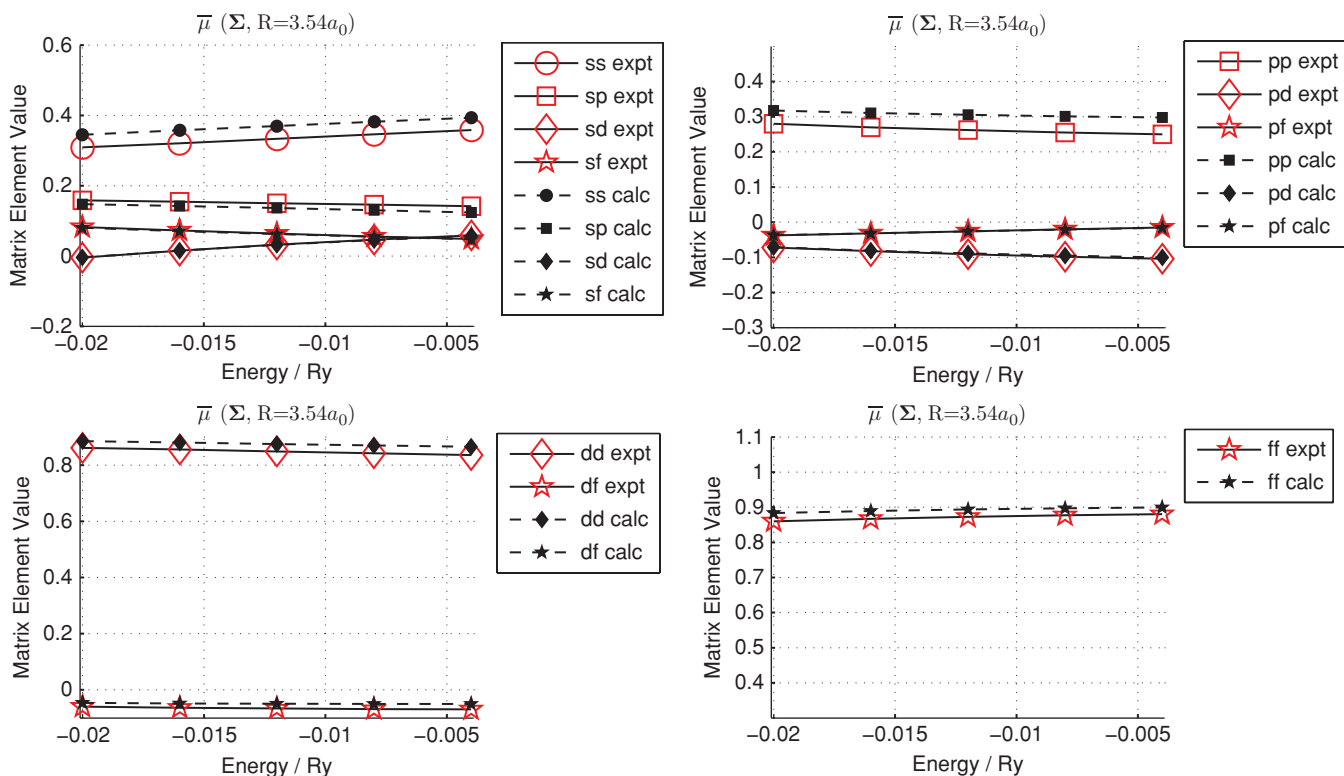 μ̅ (Σ, R=3.54a₀)
Matrix Element Value
0.6
0.4
0.2
0
−0.2
−0.02
−0.015
−0.01
−0.005
Energy / Ry
ss expt
sp expt
sd expt
sf expt
ss calc
sp calc
sd calc
sf calc
μ̅ (Σ, R=3.54a₀)
Matrix Element Value
0.4
0.3
0.2
0.1
0
−0.1
−0.2
−0.3
−0.02
−0.015
−0.01
−0.005
Energy / Ry
pp expt
pd expt
pf expt
pp calc
pd calc
pf calc
μ̅ (Σ, R=3.54a₀)
Matrix Element Value
0.8
0.6
0.4
0.2
0
−0.02
−0.015
−0.01
−0.005
Energy / Ry
dd expt
df expt
dd calc
df calc
μ̅ (Σ, R=3.54a₀)
Matrix Element Value
1.1
1
0.9
0.8
0.7
0.6
0.5
0.4
−0.02
−0.015
−0.01
−0.005
Energy / Ry
ff expt
ff calc